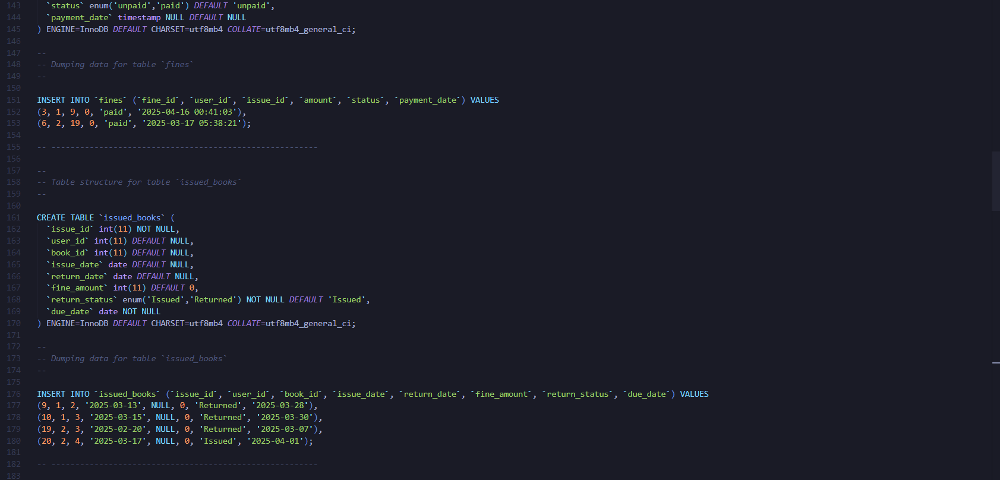 143 `status` enum('unpaid','paid') DEFAULT 'unpaid',
144 `payment_date` timestamp NULL DEFAULT NULL
145 ) ENGINE=InnoDB DEFAULT CHARSET=utf8mb4 COLLATE=utf8mb4_general_ci;
146
147 --
148 -- Dumping data for table `fines`
149 --
150
151 INSERT INTO `fines` (`fine_id`, `user_id`, `issue_id`, `amount`, `status`, `payment_date`) VALUES
152 (3, 1, 9, 0, 'paid', '2025-04-16 00:41:03'),
153 (6, 2, 19, 0, 'paid', '2025-03-17 05:38:21');
154
155 -- --------------------------------------------------------
156
157 --
158 -- Table structure for table `issued_books`
159 --
160
161 CREATE TABLE `issued_books` (
162 `issue_id` int(11) NOT NULL,
163 `user_id` int(11) DEFAULT NULL,
164 `book_id` int(11) DEFAULT NULL,
165 `issue_date` date DEFAULT NULL,
166 `return_date` date DEFAULT NULL,
167 `fine_amount` int(11) DEFAULT 0,
168 `return_status` enum('Issued','Returned') NOT NULL DEFAULT 'Issued',
169 `due_date` date NOT NULL
170 ) ENGINE=InnoDB DEFAULT CHARSET=utf8mb4 COLLATE=utf8mb4_general_ci;
171
172 --
173 -- Dumping data for table `issued_books`
174 --
175
176 INSERT INTO `issued_books` (`issue_id`, `user_id`, `book_id`, `issue_date`, `return_date`, `fine_amount`, `return_status`, `due_date`) VALUES
177 (9, 1, 2, '2025-03-13', NULL, 0, 'Returned', '2025-03-28'),
178 (10, 1, 3, '2025-03-15', NULL, 0, 'Returned', '2025-03-30'),
179 (19, 2, 3, '2025-02-20', NULL, 0, 'Returned', '2025-03-07'),
180 (20, 2, 4, '2025-03-17', NULL, 0, 'Issued', '2025-04-01');
181
182 -- --------------------------------------------------------
183